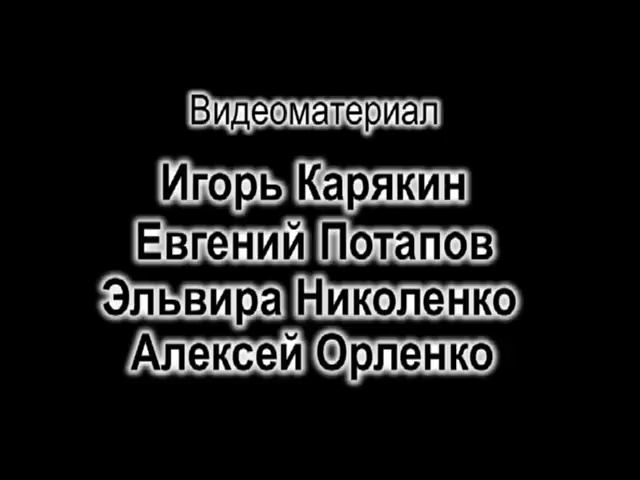 Видеоматериал
Игорь Карякин
Евгений Потапов
Эльвира Николенко
Алексей Орленко